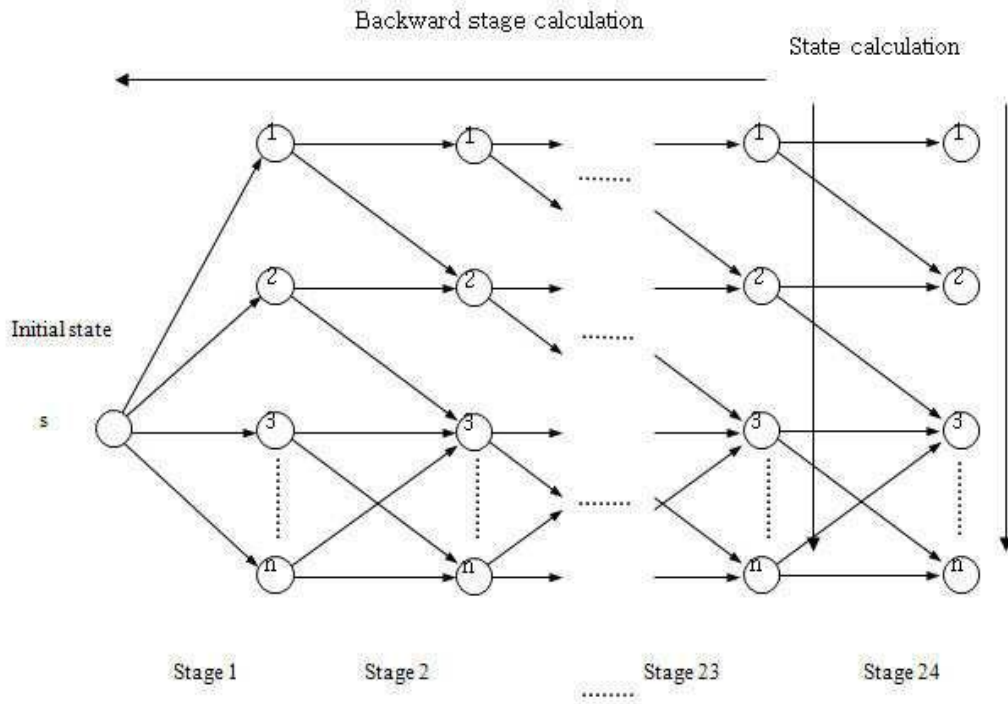 Backward stage calculation
State calculation
1 1 1 1
2 2 2 2
Initial state
s
3 3 3 3
n n n n
Stage 1 Stage 2 Stage 23 Stage 24